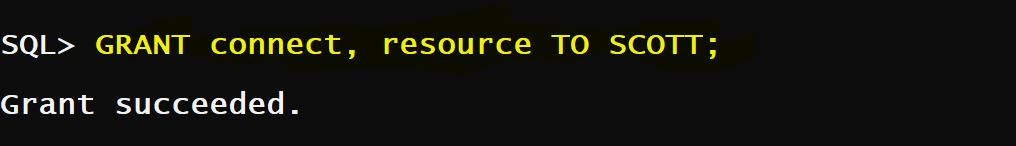 SQL> GRANT connect, resource TO SCOTT;
Grant succeeded.